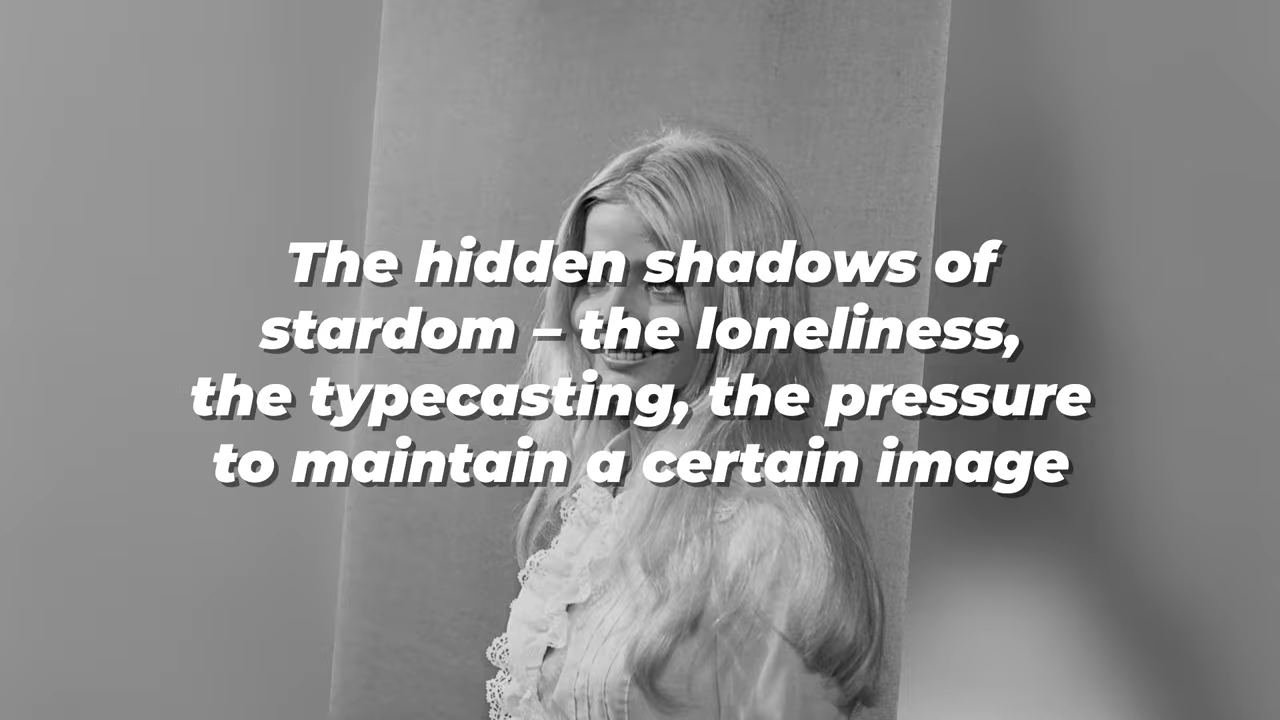 The hidden shadows of
stardom – the loneliness,
the typecasting, the pressure
to maintain a certain image